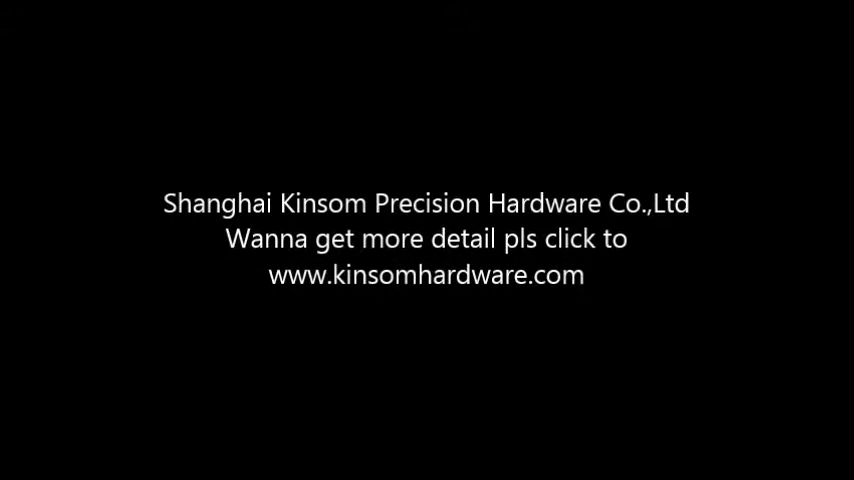 Shanghai Kinsom Precision Hardware Co.,Ltd
Wanna get more detail pls click to
www.kinsomhardware.com